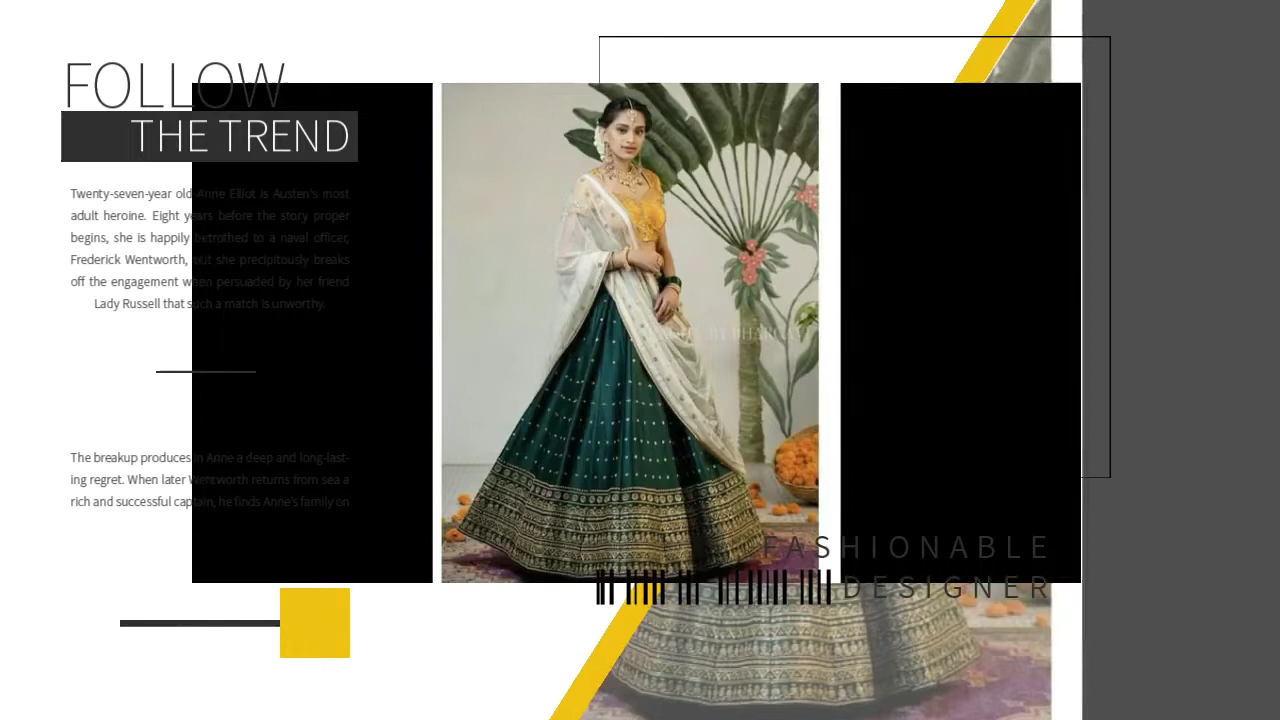 FOLLOW
THE TREND
Twenty-seven-year old Anne Elliot is Austen's most
adult heroine. Eight years before the story proper
begins, she is happily betrothed to a naval officer,
Frederick Wentworth, but she precipitously breaks
off the engagement when persuaded by her friend
Lady Russell that such a match is unworthy.
The breakup produces in Anne a deep and long-last-
ing regret. When later Wentworth returns from sea a
rich and successful captain, he finds Anne's family on
FASHIONABLE
DESIGNER